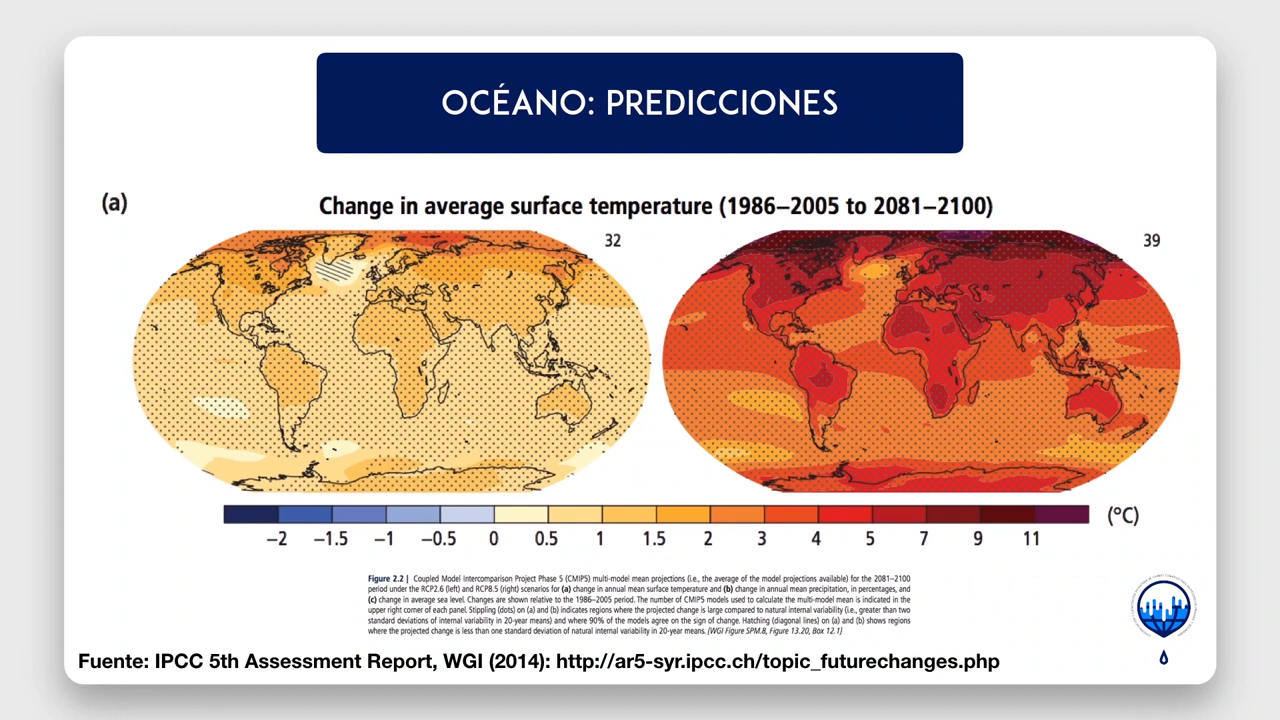 OCÉANO: PREDICCIONES
(a)
Change in average surface temperature (1986–2005 to 2081–2100)
32
39
−2 −1.5 −1 −0.5 0 0.5 1 1.5 2 3 4 5 7 9 11 (°C)
Figure 2.2 | Coupled Model Intercomparison Project Phase 5 (CMIP5) multi-model mean projections (i.e., the average of the model projections available) for the 2081–2100
period under the RCP2.6 (left) and RCP8.5 (right) scenarios for (a) change in annual mean surface temperature and (b) change in annual mean precipitation, in percentages, and
(c) change in average sea level. Changes are shown relative to the 1986–2005 period. The number of CMIP5 models used to calculate the multi-model mean is indicated in the
upper right corner of each panel. Stippling (dots) on (a) and (b) indicates regions where the projected change is large compared to natural internal variability (i.e., greater than two
standard deviations of internal variability in 20-year means) and where 90% of the models agree on the sign of change. Hatching (diagonal lines) on (a) and (b) shows regions
where the projected change is less than one standard deviation of natural internal variability in 20-year means. {WGI Figure SPM.8, Figure 13.20, Box 12.1}
Fuente: IPCC 5th Assessment Report, WGI (2014): http://ar5-syr.ipcc.ch/topic_futurechanges.php